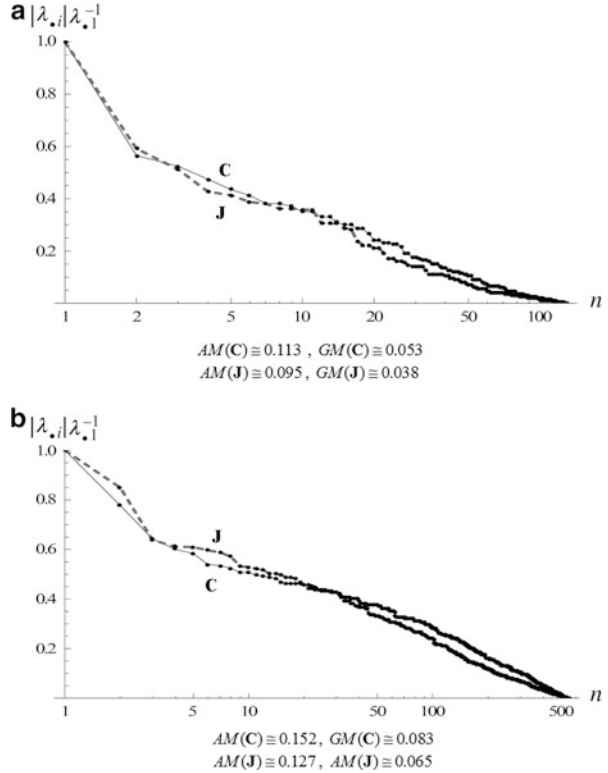 a
|λ•i|λ•1^−1
1.0
0.8
0.6
0.4
0.2
C
J
1 2 5 10 20 50 100 n
AM(C)≅0.113 , GM(C)≅0.053
AM(J)≅0.095 , GM(J)≅0.038
b
|λ•i|λ•1^−1
1.0
0.8
0.6
0.4
0.2
J
C
1 5 10 50 100 500 n
AM(C)≅0.152, GM(C)≅0.083
AM(J)≅0.127, AM(J)≅0.065